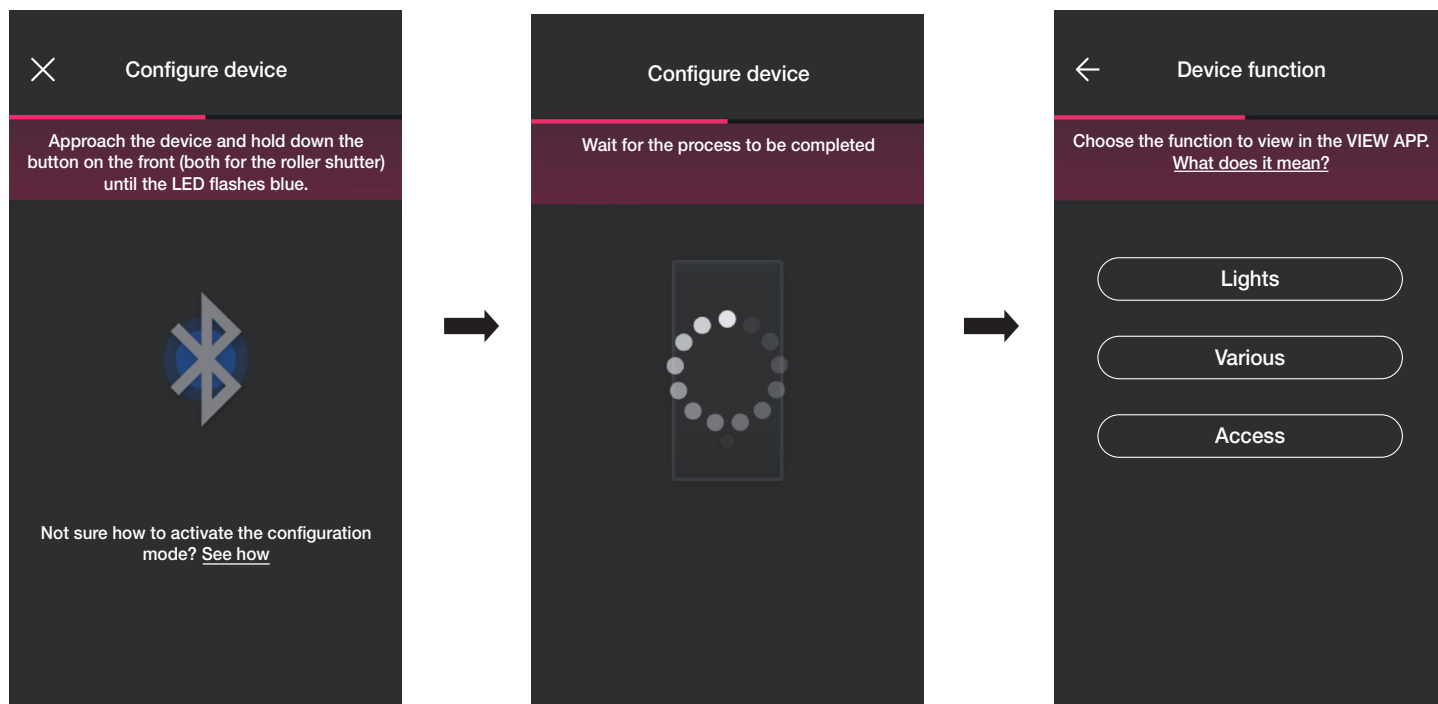 Configure device
Approach the device and hold down the
button on the front (both for the roller shutter)
until the LED flashes blue.
Not sure how to activate the configuration
mode? See how
Configure device
Wait for the process to be completed
Device function
Choose the function to view in the VIEW APP.
What does it mean?
Lights
Various
Access